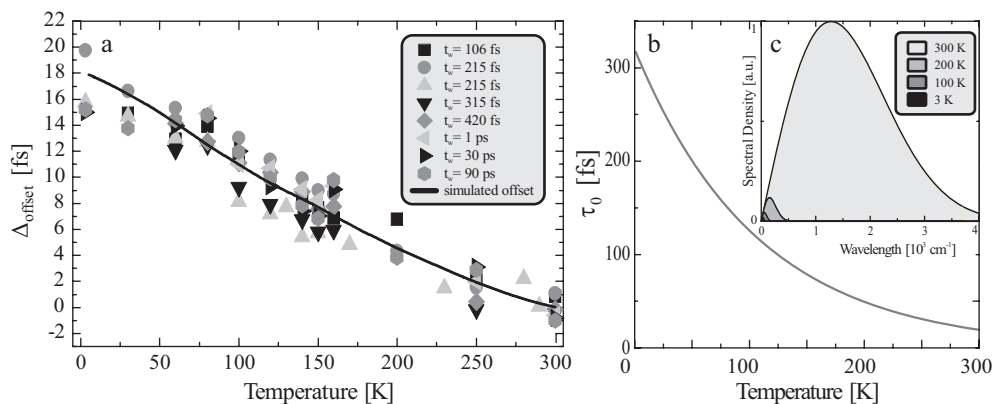 a
22
20
18
16
14
12
10
8
6
4
2
0
-2
Δoffset [fs]
0 50 100 150 200 250 300
Temperature [K]
tw= 106 fs
tw= 215 fs
tw= 215 fs
tw= 315 fs
tw= 420 fs
tw= 1 ps
tw= 30 ps
tw= 90 ps
simulated offset
b
300
200
100
0
τ0 [fs]
100 200 300
Temperature [K]
c
1
0
Spectral Density [a.u.]
300 K
200 K
100 K
3 K
0 1 2 3 4
Wavelength [10³ cm⁻¹]